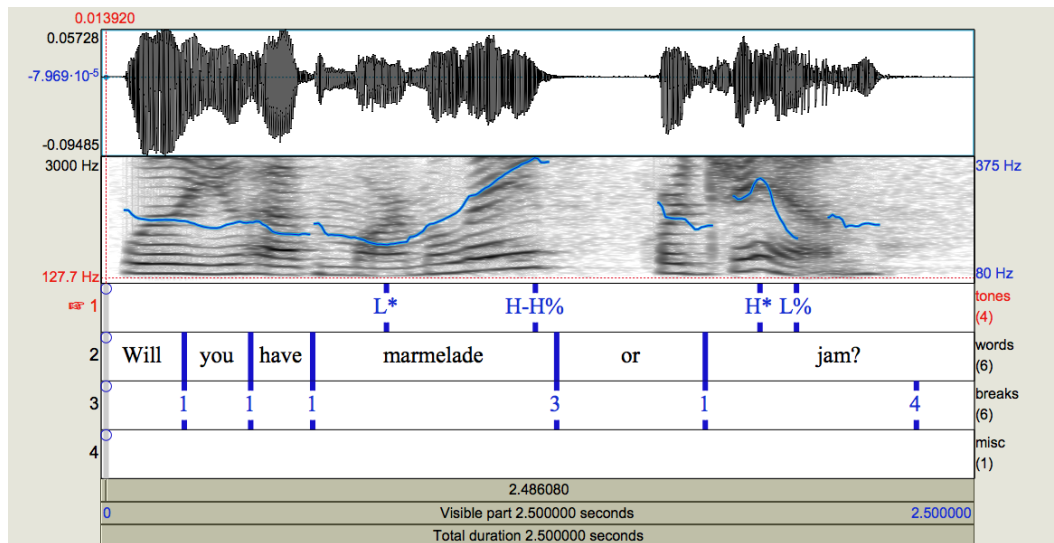 0.013920
0.05728
-7.969·10-5
-0.09485
3000 Hz
375 Hz
127.7 Hz
80 Hz
☞ 1
L* H-H% H* L%
tones
(4)
2
Will you have marmelade or jam?
words
(6)
3
1 1 1 3 1 4
breaks
(6)
4
misc
(1)
2.486080
0 Visible part 2.500000 seconds 2.500000
Total duration 2.500000 seconds